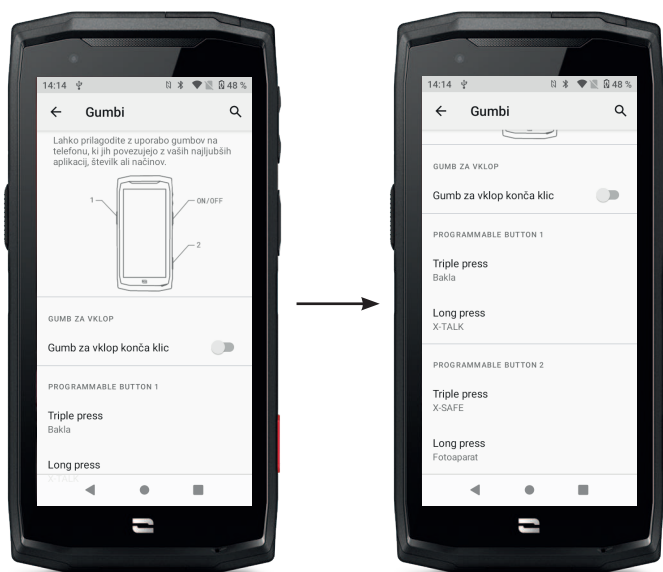 14:14 48 %
Gumbi
Lahko prilagodite z uporabo gumbov na
telefonu, ki jih povezujejo z vaših najljubših
aplikacij, številk ali načinov.
1
ON/OFF
2
GUMB ZA VKLOP
Gumb za vklop konča klic
PROGRAMMABLE BUTTON 1
Triple press
Bakla
Long press
X-TALK
14:14 48 %
Gumbi
GUMB ZA VKLOP
Gumb za vklop konča klic
PROGRAMMABLE BUTTON 1
Triple press
Bakla
Long press
X-TALK
PROGRAMMABLE BUTTON 2
Triple press
X-SAFE
Long press
Fotoaparat